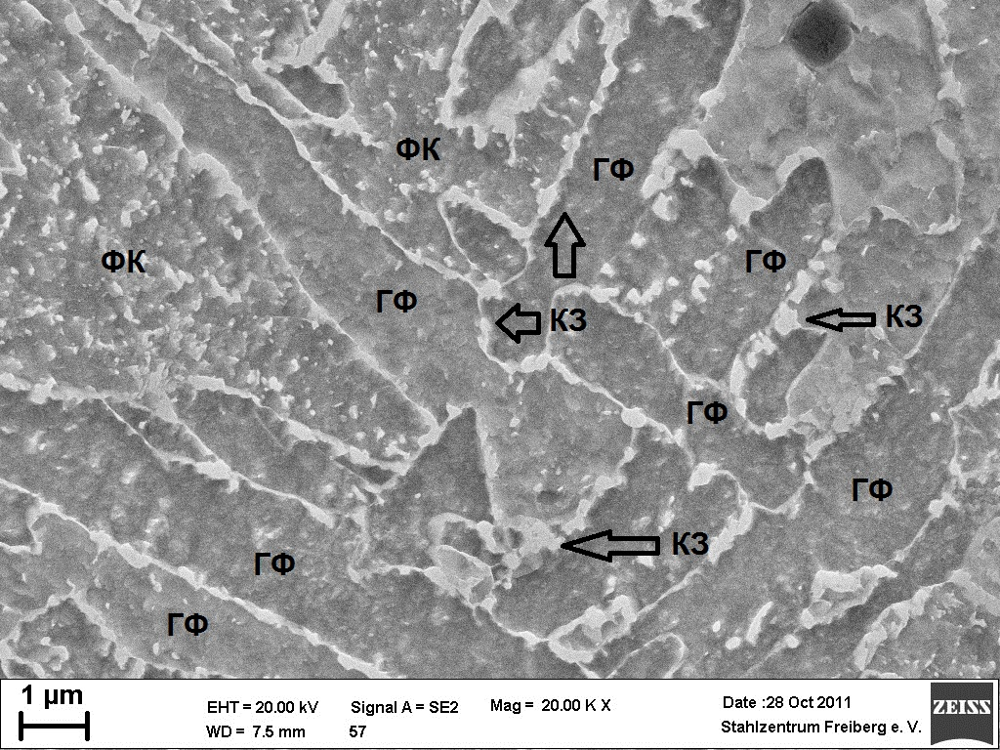 ФК
ГФ
ФК
ГФ
ГФ
КЗ
КЗ
ГФ
ГФ
КЗ
ГФ
ГФ
1 µm
EHT = 20.00 kV Signal A = SE2 Mag = 20.00 K X Date :28 Oct 2011
WD = 7.5 mm 57 Stahlzentrum Freiberg e. V.
ZEISS